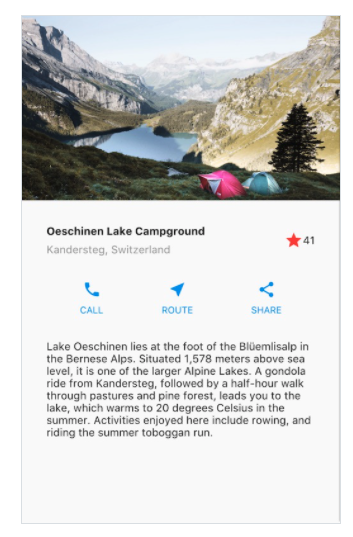 Oeschinen Lake Campground
Kandersteg, Switzerland
41
CALL
ROUTE
SHARE
Lake Oeschinen lies at the foot of the Blüemlisalp in
the Bernese Alps. Situated 1,578 meters above sea
level, it is one of the larger Alpine Lakes. A gondola
ride from Kandersteg, followed by a half-hour walk
through pastures and pine forest, leads you to the
lake, which warms to 20 degrees Celsius in the
summer. Activities enjoyed here include rowing, and
riding the summer toboggan run.